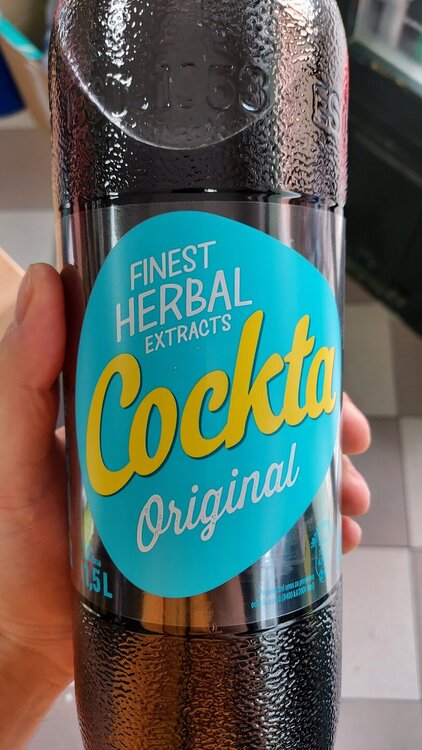 1953
FINEST
HERBAL
EXTRACTS
Cockta
Original
1,5L